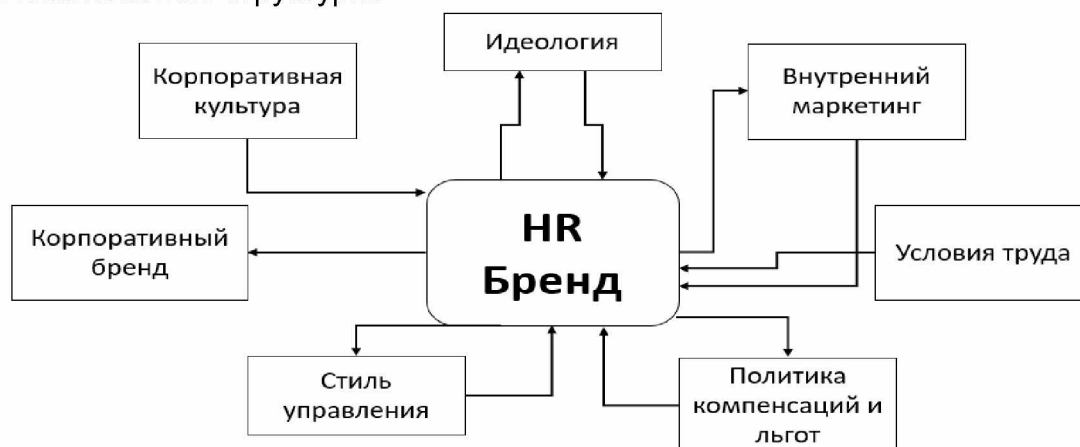 Идеология
Корпоративная
культура
Внутренний
маркетинг
HR
Бренд
Корпоративный
бренд
Условия труда
Стиль
управления
Политика
компенсаций и
льгот